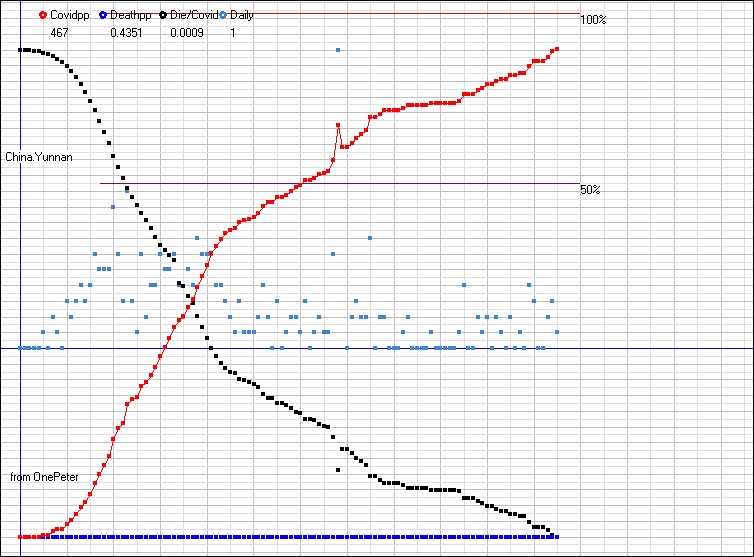 Covidpp Deathpp Die/Covid Daily
467 0.4351 0.0009 1
100%
China.Yunnan
50%
from OnePeter